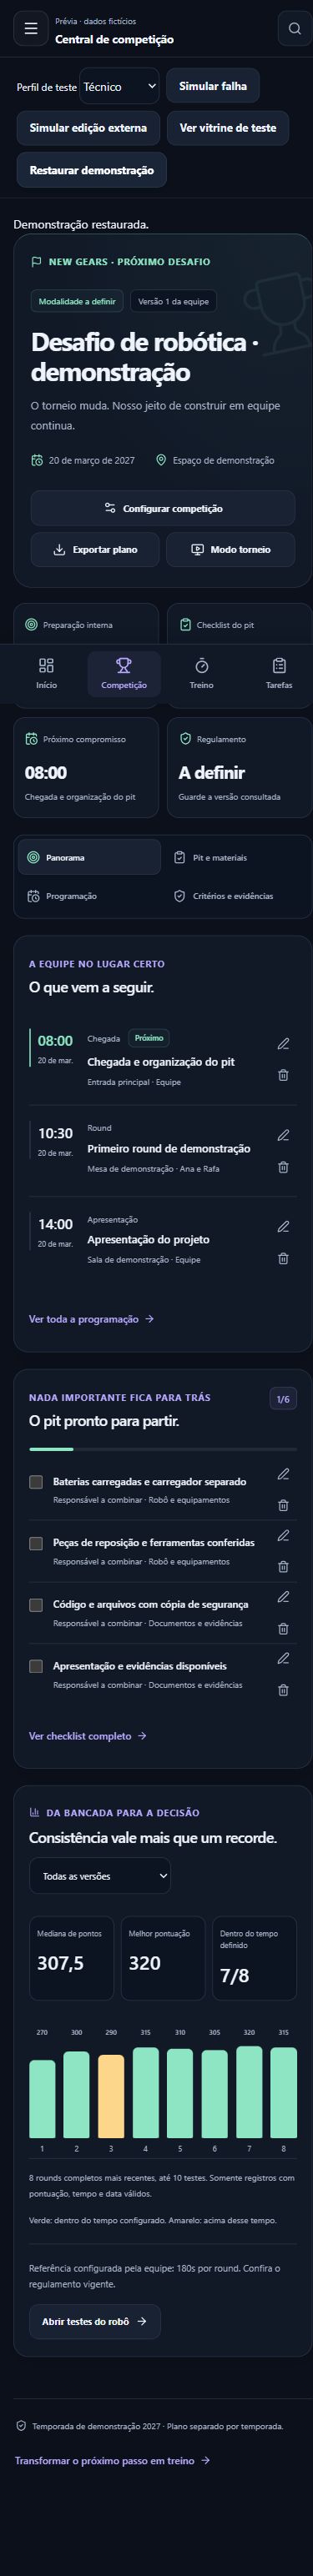 Prévia · dados fictícios
Central de competição
Perfil de teste
Técnico
Simular falha
Simular edição externa
Ver vitrine de teste
Restaurar demonstração
Demonstração restaurada.
NEW GEARS · PRÓXIMO DESAFIO
Modalidade a definir
Versão 1 da equipe
Desafio de robótica ·
demonstração
O torneio muda. Nosso jeito de construir em equipe
continua.
20 de março de 2027
Espaço de demonstração
Configurar competição
Exportar plano
Modo torneio
Preparação interna
Checklist do pit
Início
Competição
Treino
Tarefas
Próximo compromisso
08:00
Chegada e organização do pit
Regulamento
A definir
Guarde a versão consultada
Panorama
Pit e materiais
Programação
Critérios e evidências
A EQUIPE NO LUGAR CERTO
O que vem a seguir.
08:00
20 de mar.
Chegada
Próximo
Chegada e organização do pit
Entrada principal · Equipe
10:30
20 de mar.
Round
Primeiro round de demonstração
Mesa de demonstração · Ana e Rafa
14:00
20 de mar.
Apresentação
Apresentação do projeto
Sala de demonstração · Equipe
Ver toda a programação
NADA IMPORTANTE FICA PARA TRÁS
1/6
O pit pronto para partir.
Baterias carregadas e carregador separado
Responsável a combinar · Robô e equipamentos
Peças de reposição e ferramentas conferidas
Responsável a combinar · Robô e equipamentos
Código e arquivos com cópia de segurança
Responsável a combinar · Documentos e evidências
Apresentação e evidências disponíveis
Responsável a combinar · Documentos e evidências
Ver checklist completo
DA BANCADA PARA A DECISÃO
Consistência vale mais que um recorde.
Todas as versões
Mediana de pontos
307,5
Melhor pontuação
320
Dentro do tempo
definido
7/8
270 300 290 315 310 305 320 315
1 2 3 4 5 6 7 8
8 rounds completos mais recentes, até 10 testes. Somente registros com
pontuação, tempo e data válidos.
Verde: dentro do tempo configurado. Amarelo: acima desse tempo.
Referência configurada pela equipe: 180s por round. Confira o
regulamento vigente.
Abrir testes do robô
Temporada de demonstração 2027 · Plano separado por temporada.
Transformar o próximo passo em treino